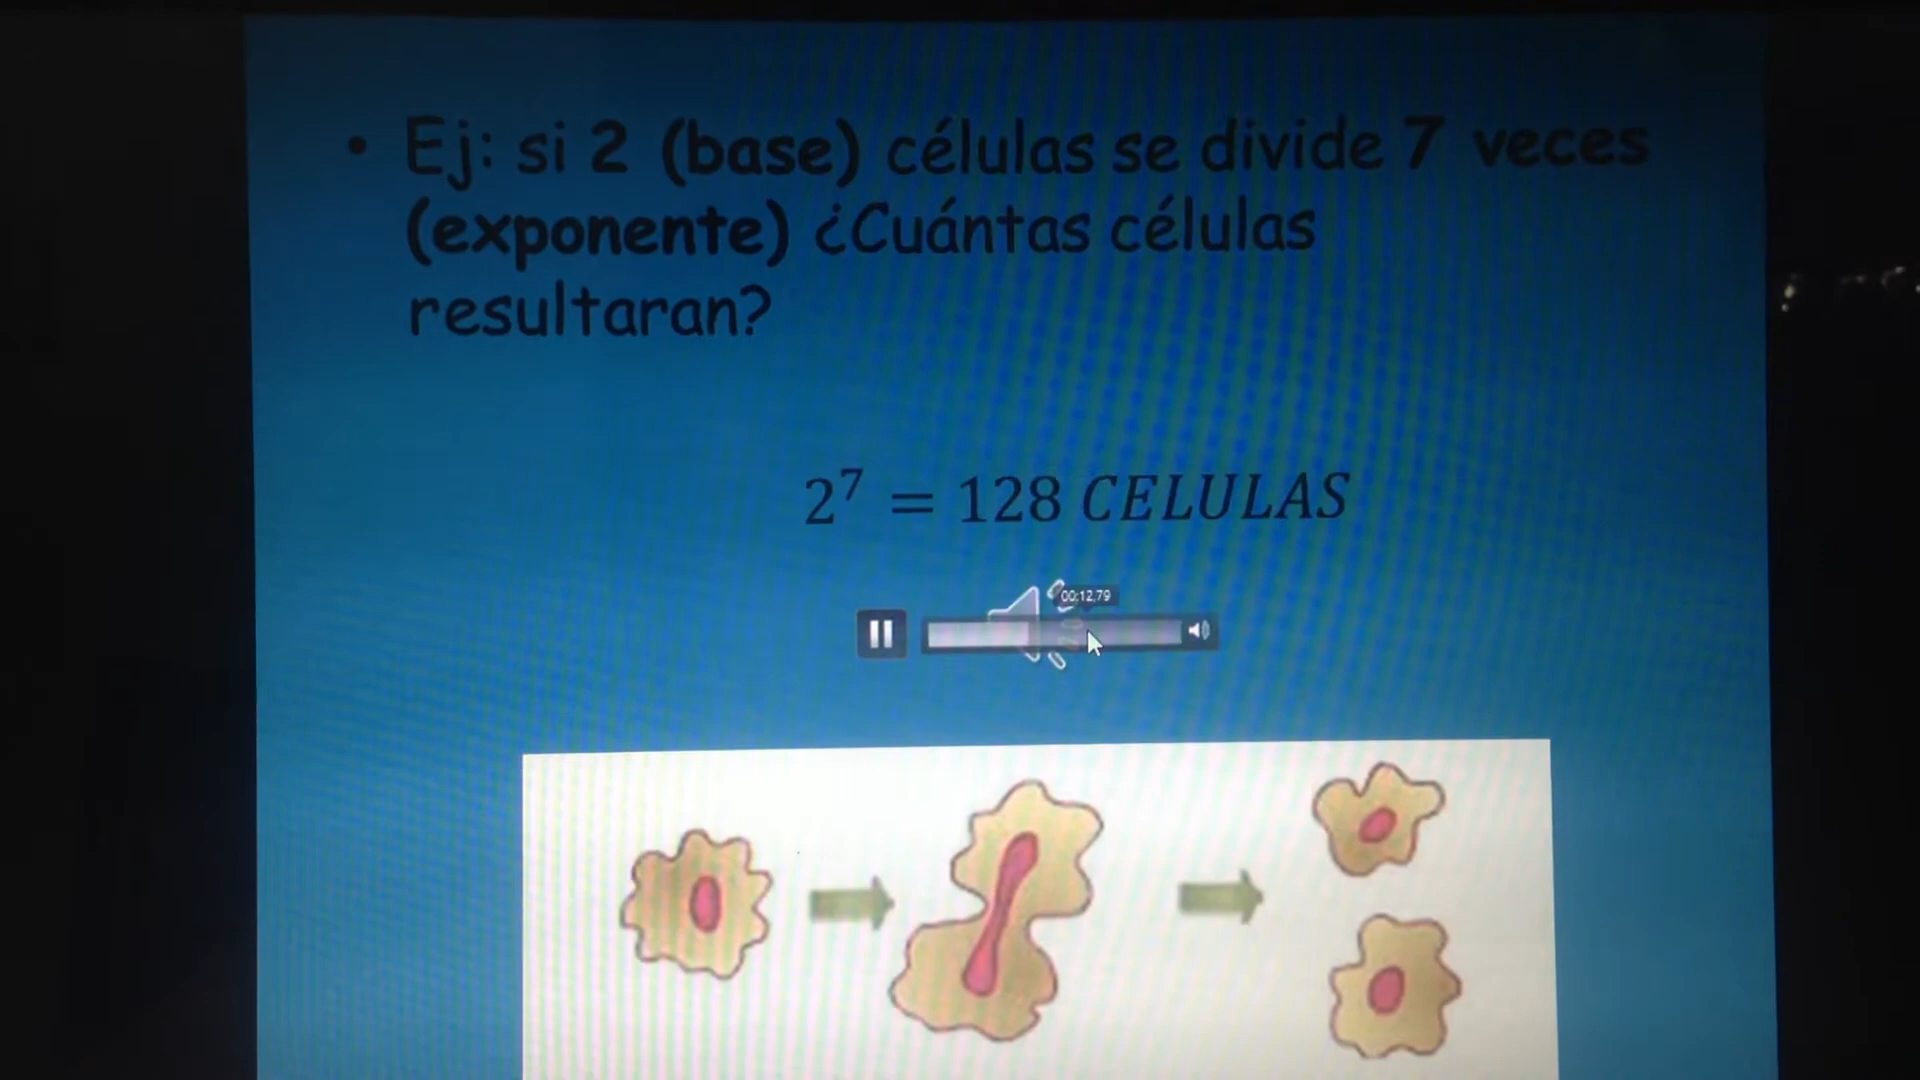 • Ej: si 2 (base) células se divide 7 veces
(exponente) ¿Cuántas células
resultaran?
2⁷ = 128 CELULAS
00:12,79